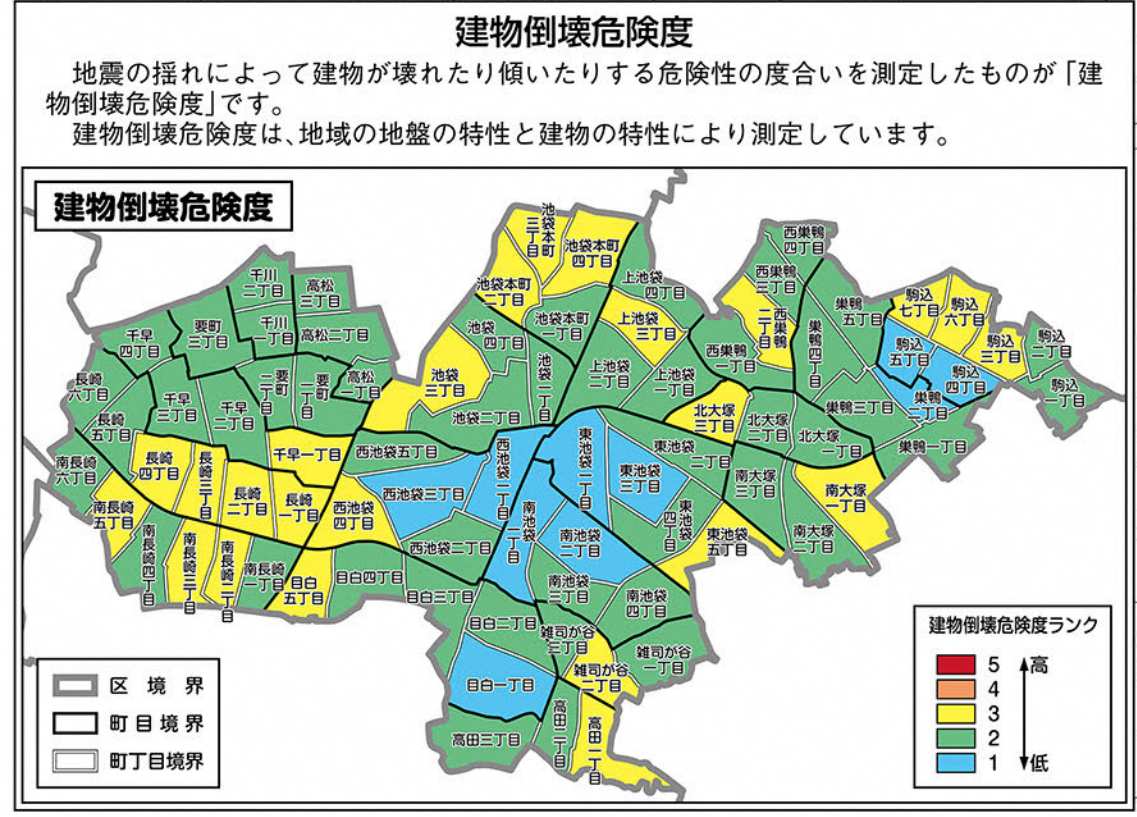 建物倒壊危険度
地震の揺れによって建物が壊れたり傾いたりする危険性の度合いを測定したものが「建
物倒壊危険度」です。
建物倒壊危険度は、地域の地盤の特性と建物の特性により測定しています。
建物倒壊危険度
池袋本町三丁目
池袋本町四丁目
池袋本町二丁目
池袋本町一丁目
上池袋四丁目
上池袋三丁目
上池袋二丁目
上池袋一丁目
西巣鴨四丁目
西巣鴨三丁目
西巣鴨二丁目
西巣鴨一丁目
巣鴨五丁目
巣鴨四丁目
巣鴨三丁目
巣鴨二丁目
巣鴨一丁目
駒込七丁目
駒込六丁目
駒込五丁目
駒込四丁目
駒込三丁目
駒込二丁目
駒込一丁目
千川二丁目
千川一丁目
高松三丁目
高松二丁目
高松一丁目
要町三丁目
要町二丁目
要町一丁目
千早四丁目
千早三丁目
千早二丁目
千早一丁目
長崎六丁目
長崎五丁目
長崎四丁目
長崎三丁目
長崎二丁目
長崎一丁目
南長崎六丁目
南長崎五丁目
南長崎四丁目
南長崎三丁目
南長崎二丁目
南長崎一丁目
池袋四丁目
池袋三丁目
池袋二丁目
池袋一丁目
西池袋五丁目
西池袋四丁目
西池袋三丁目
西池袋二丁目
西池袋一丁目
東池袋一丁目
東池袋二丁目
東池袋三丁目
東池袋四丁目
東池袋五丁目
北大塚三丁目
北大塚二丁目
北大塚一丁目
南大塚三丁目
南大塚二丁目
南大塚一丁目
南池袋一丁目
南池袋二丁目
南池袋三丁目
南池袋四丁目
目白五丁目
目白四丁目
目白三丁目
目白二丁目
目白一丁目
雑司が谷三丁目
雑司が谷二丁目
雑司が谷一丁目
高田三丁目
高田二丁目
高田一丁目
区境界
町目境界
町丁目境界
建物倒壊危険度ランク
5 高
4
3
2
1 低